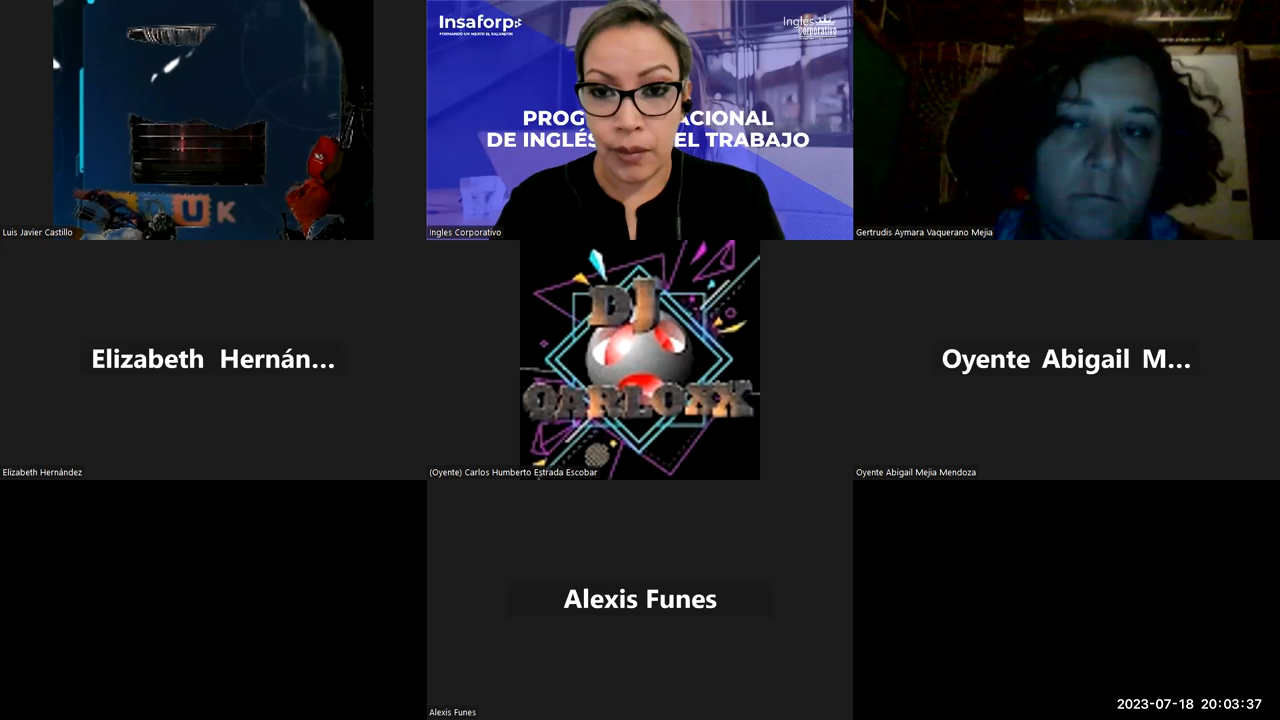 Insaforp
FORMANDO UN MEJOR EL SALVADOR
Inglés
Corporativo
PROG ACIONAL
DE INGLÉS EL TRABAJO
UK
Luis Javier Castillo
Ingles Corporativo
Gertrudis Aymara Vaquerano Mejia
Elizabeth Hernán...
DJ
CARLOXX
Oyente Abigail M...
Elizabeth Hernández
(Oyente) Carlos Humberto Estrada Escobar
Oyente Abigail Mejia Mendoza
Alexis Funes
Alexis Funes
2023-07-18 20:03:37